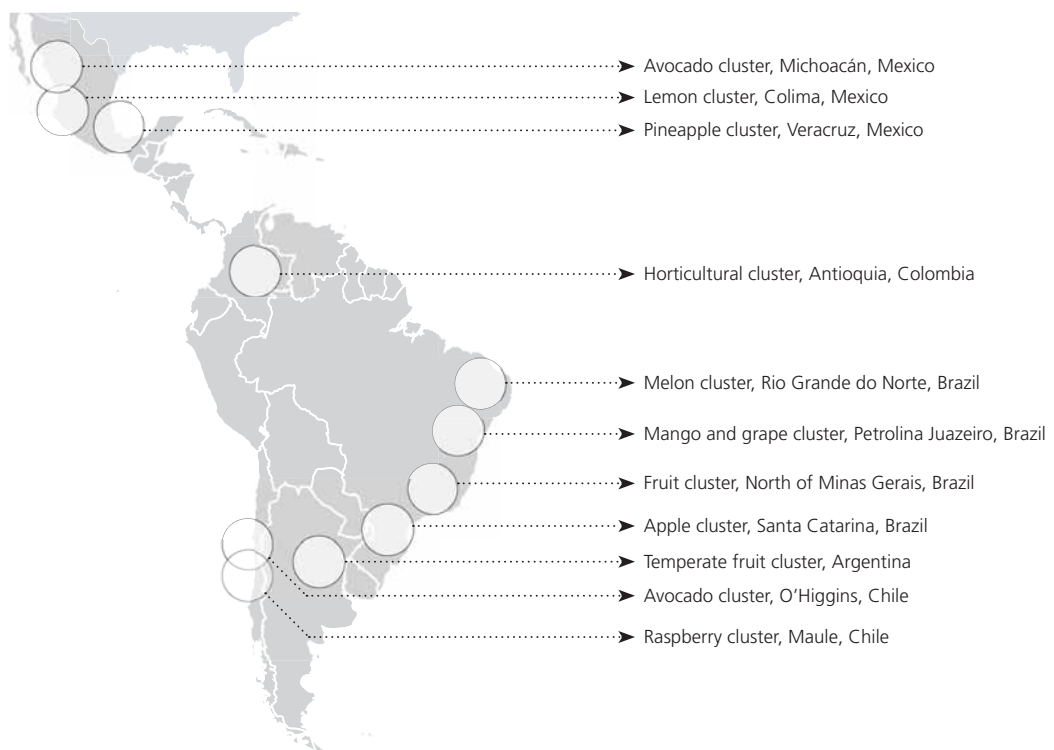 Avocado cluster, Michoacán, Mexico
Lemon cluster, Colima, Mexico
Pineapple cluster, Veracruz, Mexico
Horticultural cluster, Antioquia, Colombia
Melon cluster, Rio Grande do Norte, Brazil
Mango and grape cluster, Petrolina Juazeiro, Brazil
Fruit cluster, North of Minas Gerais, Brazil
Apple cluster, Santa Catarina, Brazil
Temperate fruit cluster, Argentina
Avocado cluster, O’Higgins, Chile
Raspberry cluster, Maule, Chile